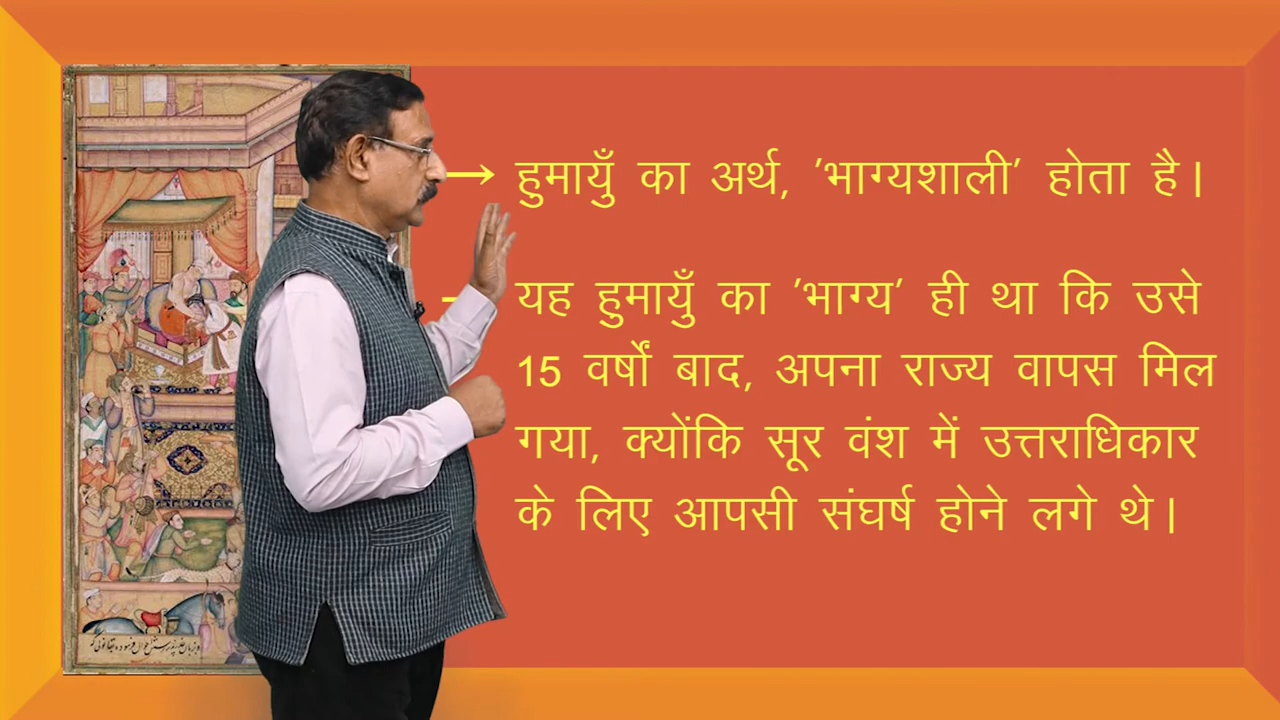 → हुमायुँ का अर्थ, 'भाग्यशाली' होता है।
यह हुमायुँ का 'भाग्य' ही था कि उसे
15 वर्षों बाद, अपना राज्य वापस मिल
गया, क्योंकि सूर वंश में उत्तराधिकार
के लिए आपसी संघर्ष होने लगे थे।